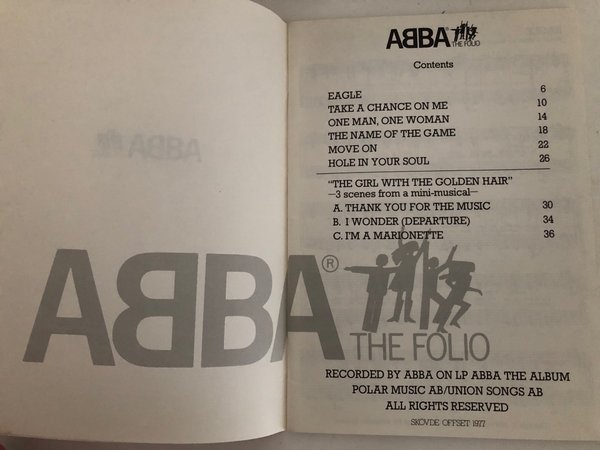 ABBA® THE FOLIO
Contents
EAGLE 6
TAKE A CHANCE ON ME 10
ONE MAN, ONE WOMAN 14
THE NAME OF THE GAME 18
MOVE ON 22
HOLE IN YOUR SOUL 26
"THE GIRL WITH THE GOLDEN HAIR"
—3 scenes from a mini-musical—
A. THANK YOU FOR THE MUSIC 30
B. I WONDER (DEPARTURE) 34
C. I'M A MARIONETTE 36
ABBA® THE FOLIO
RECORDED BY ABBA ON LP ABBA THE ALBUM
POLAR MUSIC AB/UNION SONGS AB
ALL RIGHTS RESERVED
SKOVDE OFFSET 1977